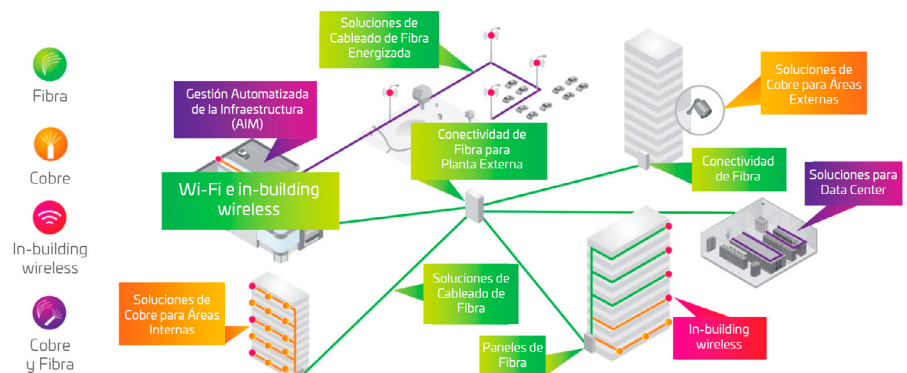 Fibra
Cobre
In-building
wireless
Cobre
y Fibra
Soluciones de
Cableado de Fibra
Energizada
Gestión Automatizada
de la Infraestructura
(AIM)
Wi-Fi e in-building
wireless
Conectividad de
Fibra para
Planta Externa
Soluciones de
Cobre para Áreas
Externas
Conectividad
de Fibra
Soluciones para
Data Center
Soluciones de
Cobre para Áreas
Internas
Soluciones de
Cableado de
Fibra
Paneles de
Fibra
In-building
wireless